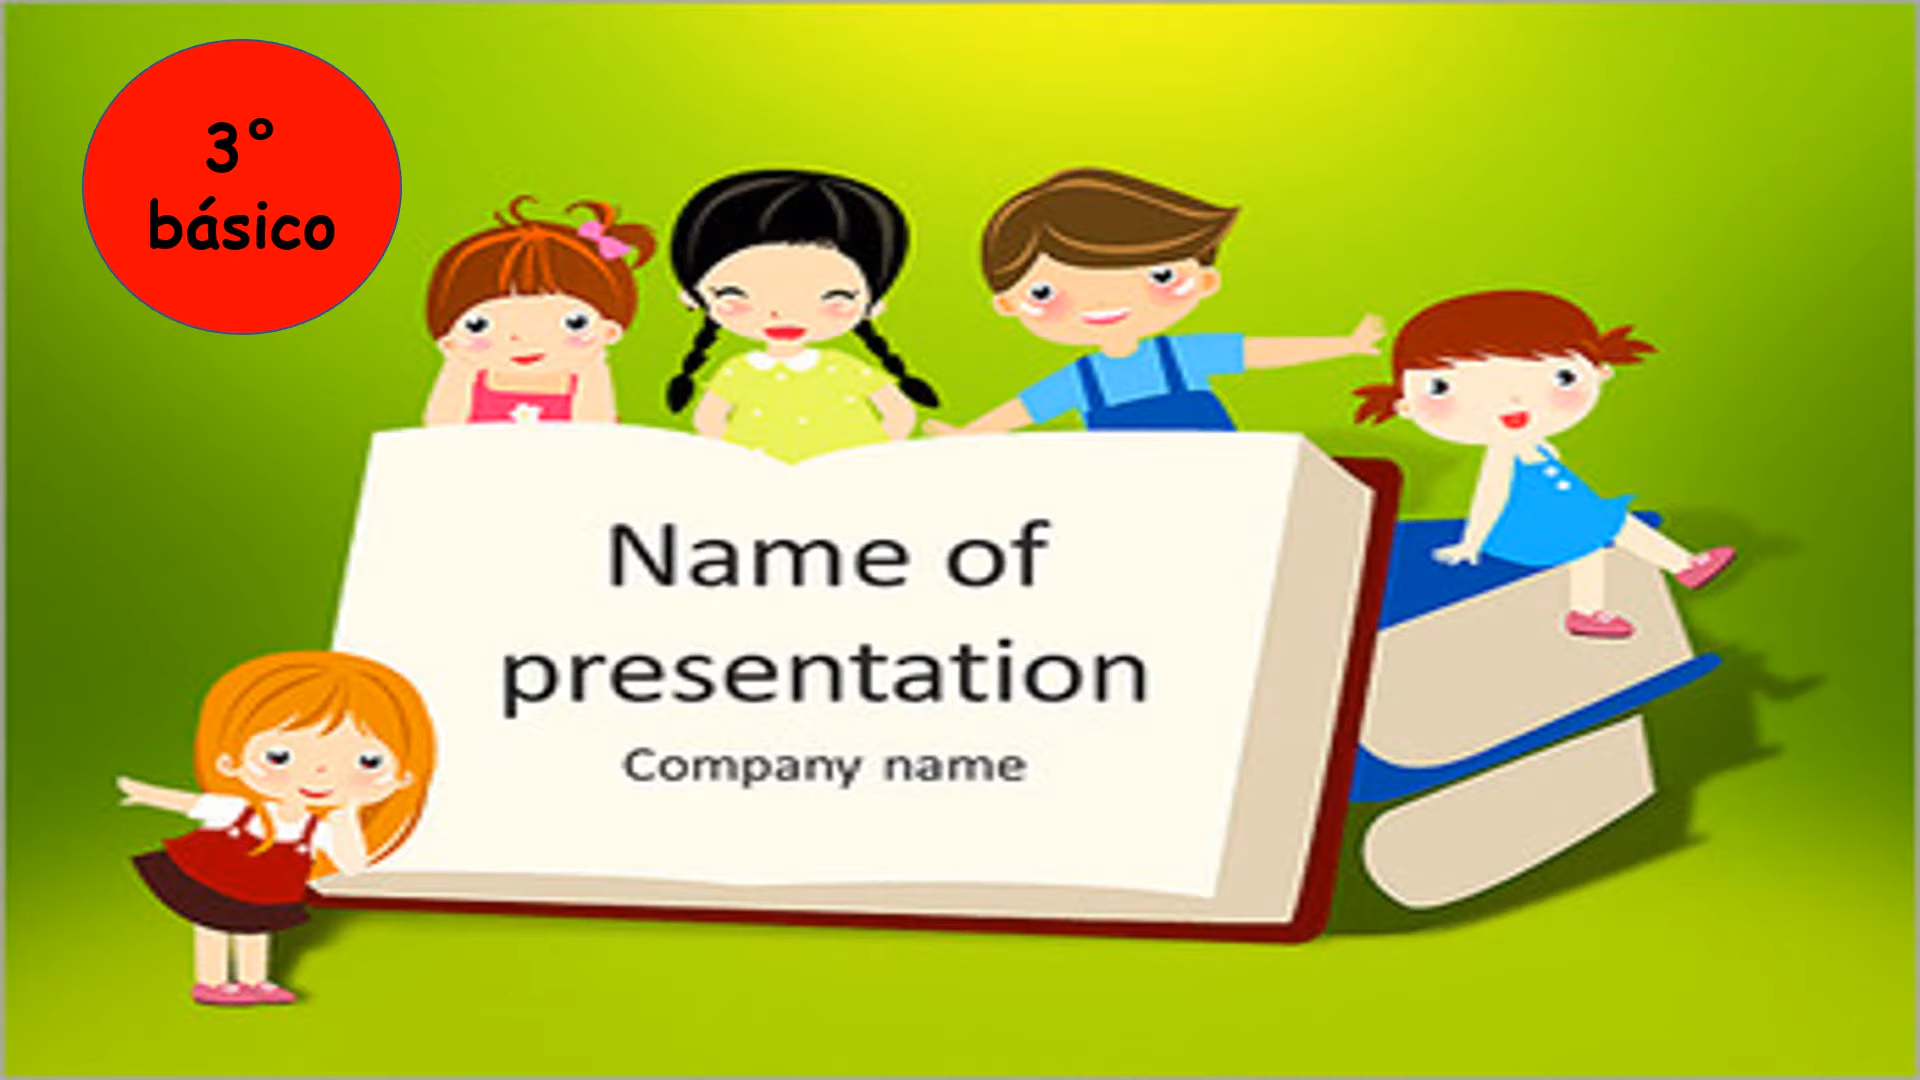 3°
básico
Name of
presentation
Company name